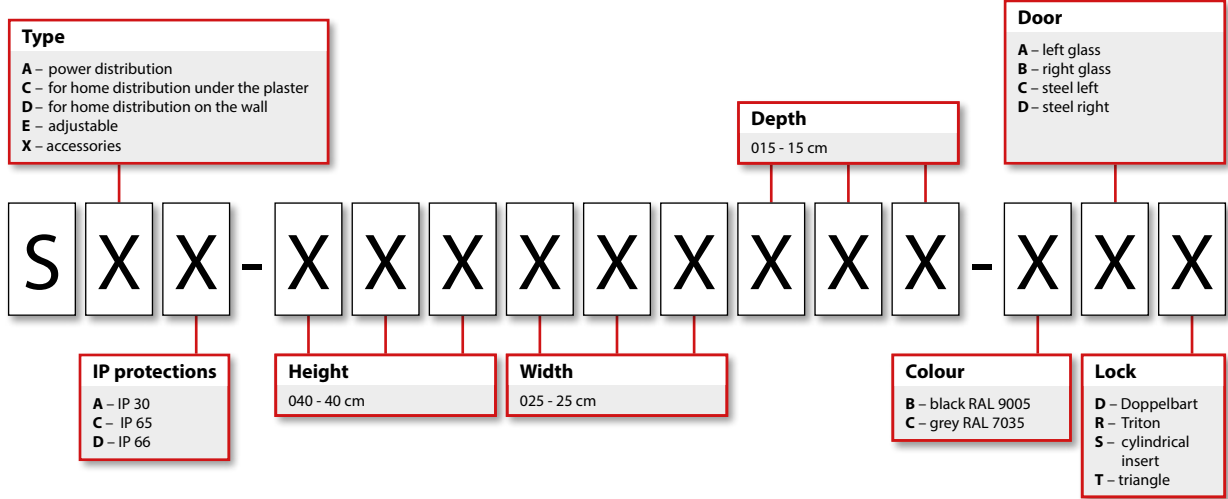 Type
A – power distribution
C – for home distribution under the plaster
D – for home distribution on the wall
E – adjustable
X – accessories
Door
A – left glass
B – right glass
C – steel left
D – steel right
Depth
015 - 15 cm
S X X – X X X X X X X X X – X X X
IP protections
A – IP 30
C – IP 65
D – IP 66
Height
040 - 40 cm
Width
025 - 25 cm
Colour
B – black RAL 9005
C – grey RAL 7035
Lock
D – Doppelbart
R – Triton
S – cylindrical
insert
T – triangle